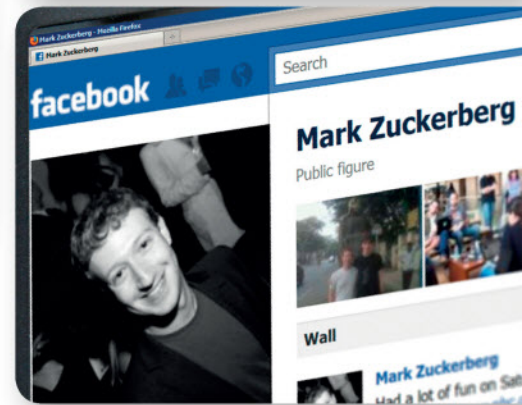 Mark Zuckerberg - Mozilla Firefox
Mark Zuckerberg
facebook
Search
Mark Zuckerberg
Public figure
Wall
Mark Zuckerberg
Had a lot of fun on